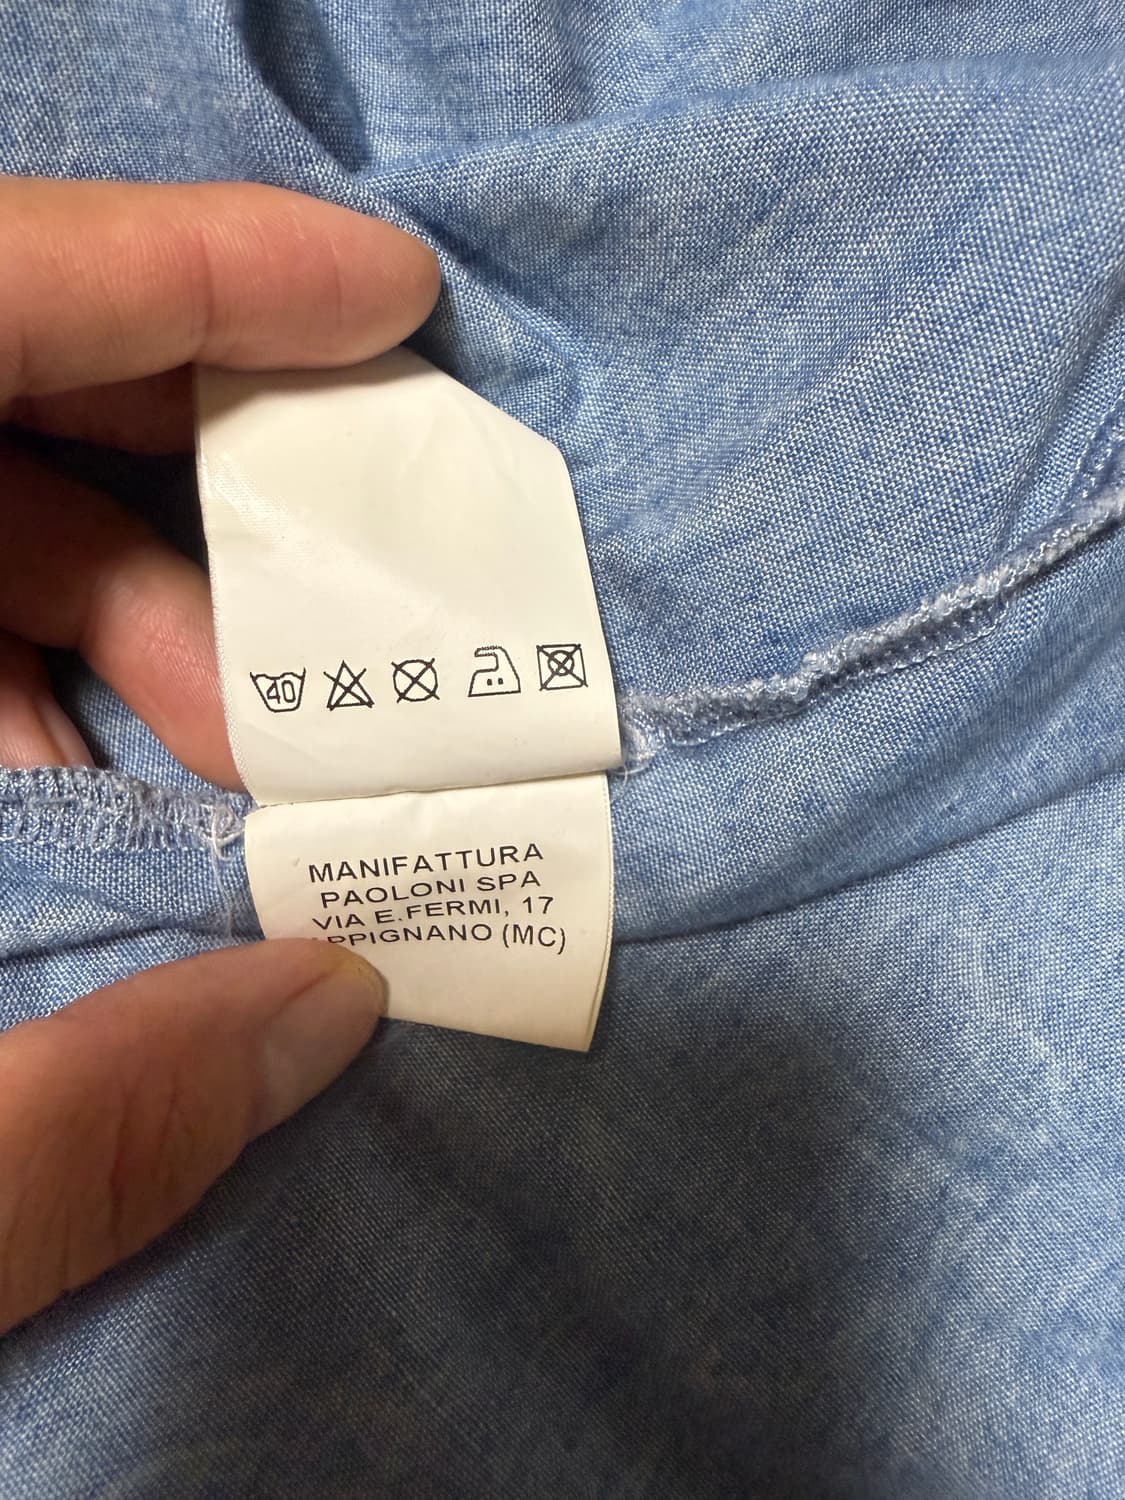 40
MANIFATTURA
PAOLONI SPA
VIA E.FERMI, 17
PPIGNANO (MC)